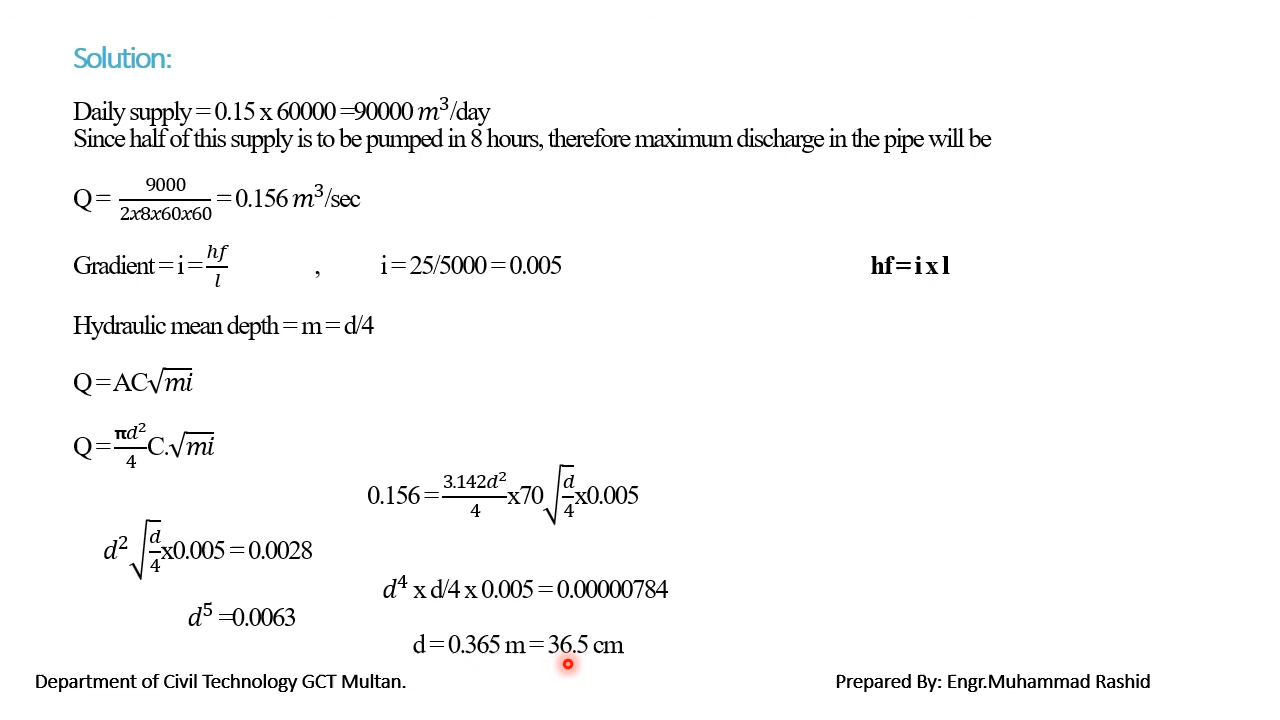 Solution:
Daily supply = 0.15 x 60000 =90000 m³/day
Since half of this supply is to be pumped in 8 hours, therefore maximum discharge in the pipe will be
Q = 9000/2x8x60x60 = 0.156 m³/sec
Gradient = i = hf/l , i = 25/5000 = 0.005 hf = i x l
Hydraulic mean depth = m = d/4
Q = AC√mi
Q = πd²/4 C.√mi
0.156 = 3.142d²/4 x70 √d/4 x0.005
d² √d/4 x0.005 = 0.0028
d⁴ x d/4 x 0.005 = 0.00000784
d⁵ =0.0063
d = 0.365 m = 36.5 cm
Department of Civil Technology GCT Multan. Prepared By: Engr.Muhammad Rashid